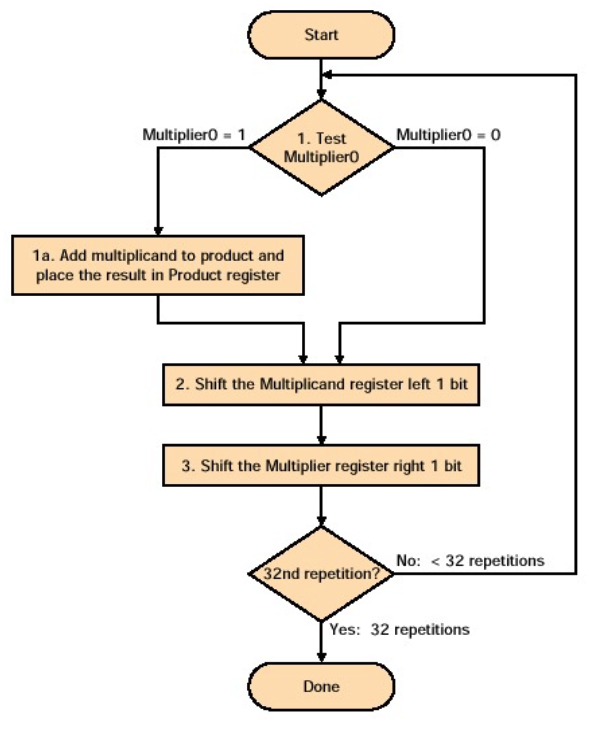 Start
Multiplier0 = 1
1. Test
Multiplier0
Multiplier0 = 0
1a. Add multiplicand to product and
place the result in Product register
2. Shift the Multiplicand register left 1 bit
3. Shift the Multiplier register right 1 bit
32nd repetition?
No: < 32 repetitions
Yes: 32 repetitions
Done